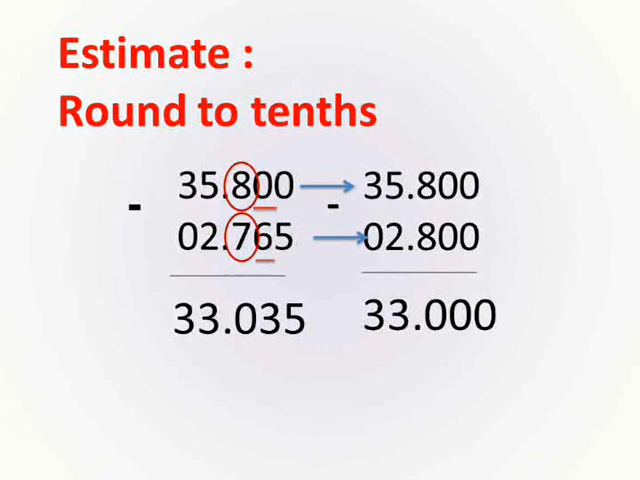 Estimate :
Round to tenths
35.800 35.800
- -
02.765 02.800
33.035 33.000